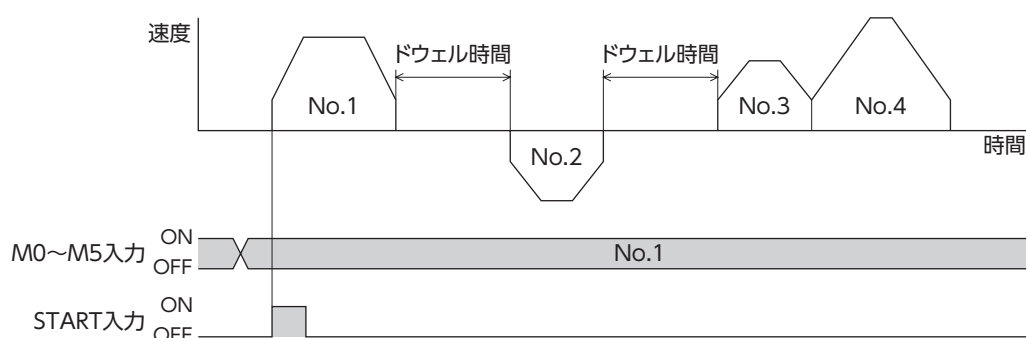 速度
ドウェル時間
ドウェル時間
No.1
No.2
No.3
No.4
時間
M0～M5入力
ON
OFF
No.1
START入力
ON
OFF